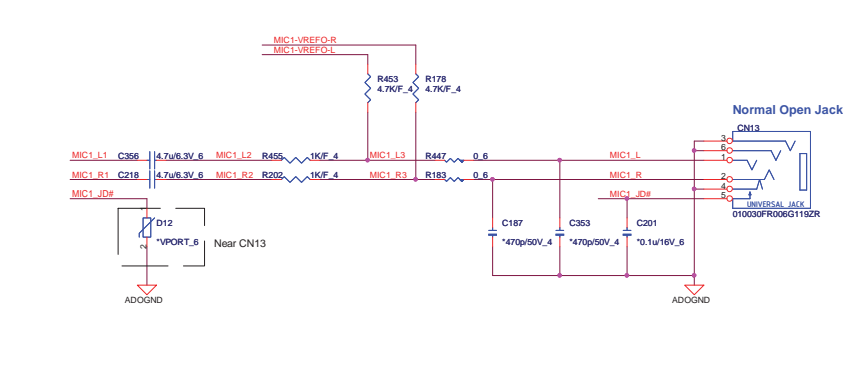 MIC1-VREFO-R
MIC1-VREFO-L
R453
4.7K/F_4
R178
4.7K/F_4
Normal Open Jack
CN13
3
6
MIC1_L1 C356 4.7u/6.3V_6 MIC1_L2 R455 1K/F_4 MIC1_L3 R447 0_6 MIC1_L 1
MIC1_R1 C218 4.7u/6.3V_6 MIC1_R2 R202 1K/F_4 MIC1_R3 R183 0_6 MIC1_R 2
4
MIC1_JD# MIC1_JD# 5
UNIVERSAL JACK
010030FR006G119ZR
1
D12
*VPORT_6
2
Near CN13
C187
*470p/50V_4
C353
*470p/50V_4
C201
*0.1u/16V_6
ADOGND
ADOGND